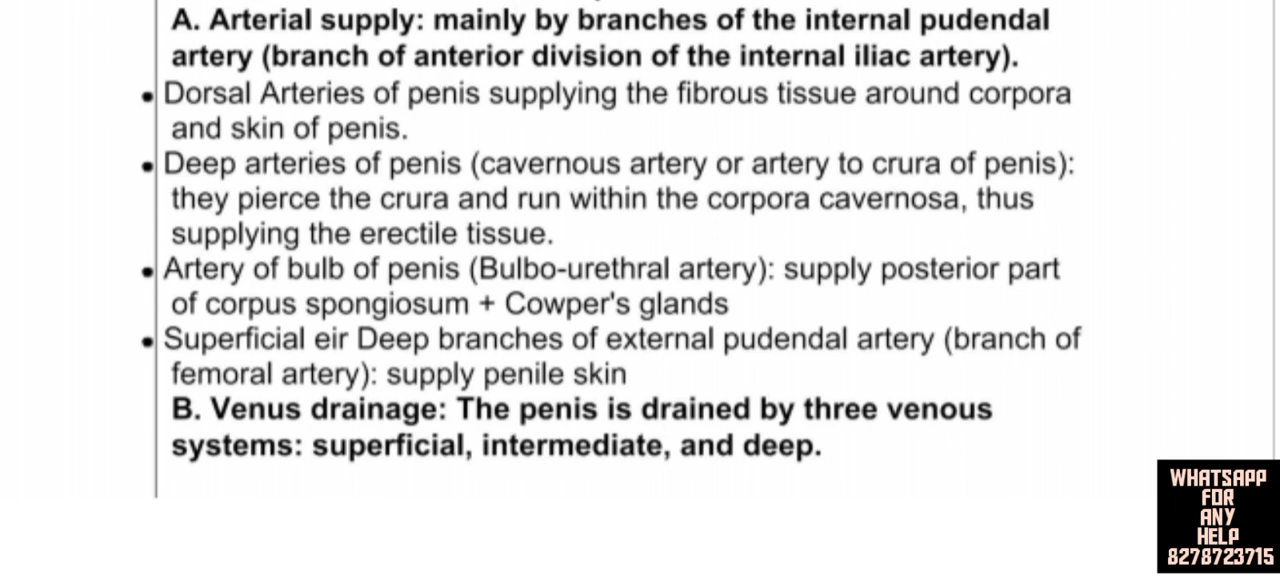 A. Arterial supply: mainly by branches of the internal pudendal
artery (branch of anterior division of the internal iliac artery).
• Dorsal Arteries of penis supplying the fibrous tissue around corpora
and skin of penis.
• Deep arteries of penis (cavernous artery or artery to crura of penis):
they pierce the crura and run within the corpora cavernosa, thus
supplying the erectile tissue.
• Artery of bulb of penis (Bulbo-urethral artery): supply posterior part
of corpus spongiosum + Cowper's glands
• Superficial eir Deep branches of external pudendal artery (branch of
femoral artery): supply penile skin
B. Venus drainage: The penis is drained by three venous
systems: superficial, intermediate, and deep.
WHATSAPP
FOR
ANY
HELP
8278723715